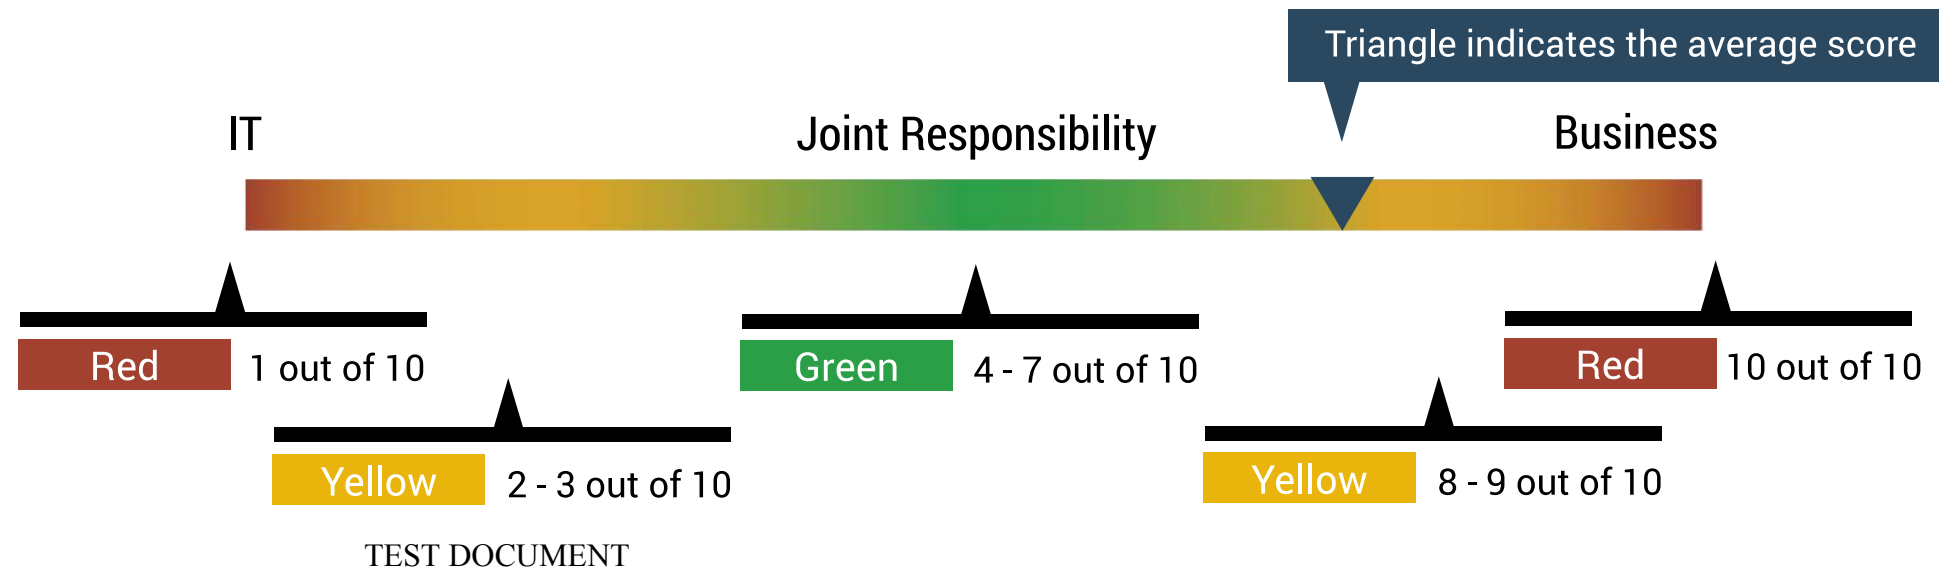 Triangle indicates the average score
IT
Joint Responsibility
Business
Red 1 out of 10
Green 4 - 7 out of 10
Red 10 out of 10
Yellow 2 - 3 out of 10
Yellow 8 - 9 out of 10
TEST DOCUMENT